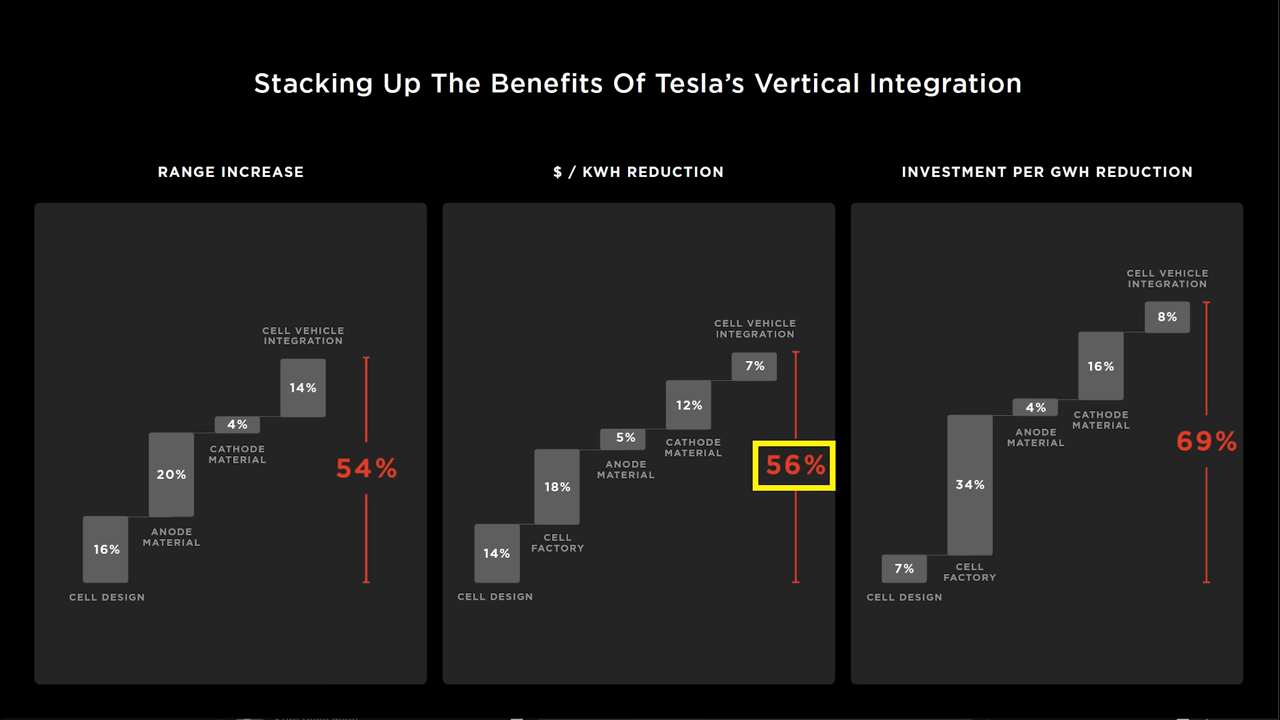 Stacking Up The Benefits Of Tesla's Vertical Integration
RANGE INCREASE
CELL VEHICLE
INTEGRATION
14%
4%
CATHODE
MATERIAL
20%
54%
ANODE
MATERIAL
16%
CELL DESIGN
$ / KWH REDUCTION
CELL VEHICLE
INTEGRATION
7%
12%
5%
CATHODE
MATERIAL
ANODE
MATERIAL
56%
18%
CELL
FACTORY
14%
CELL DESIGN
INVESTMENT PER GWH REDUCTION
CELL VEHICLE
INTEGRATION
8%
16%
4%
CATHODE
MATERIAL
ANODE
MATERIAL
69%
34%
7%
CELL
FACTORY
CELL DESIGN